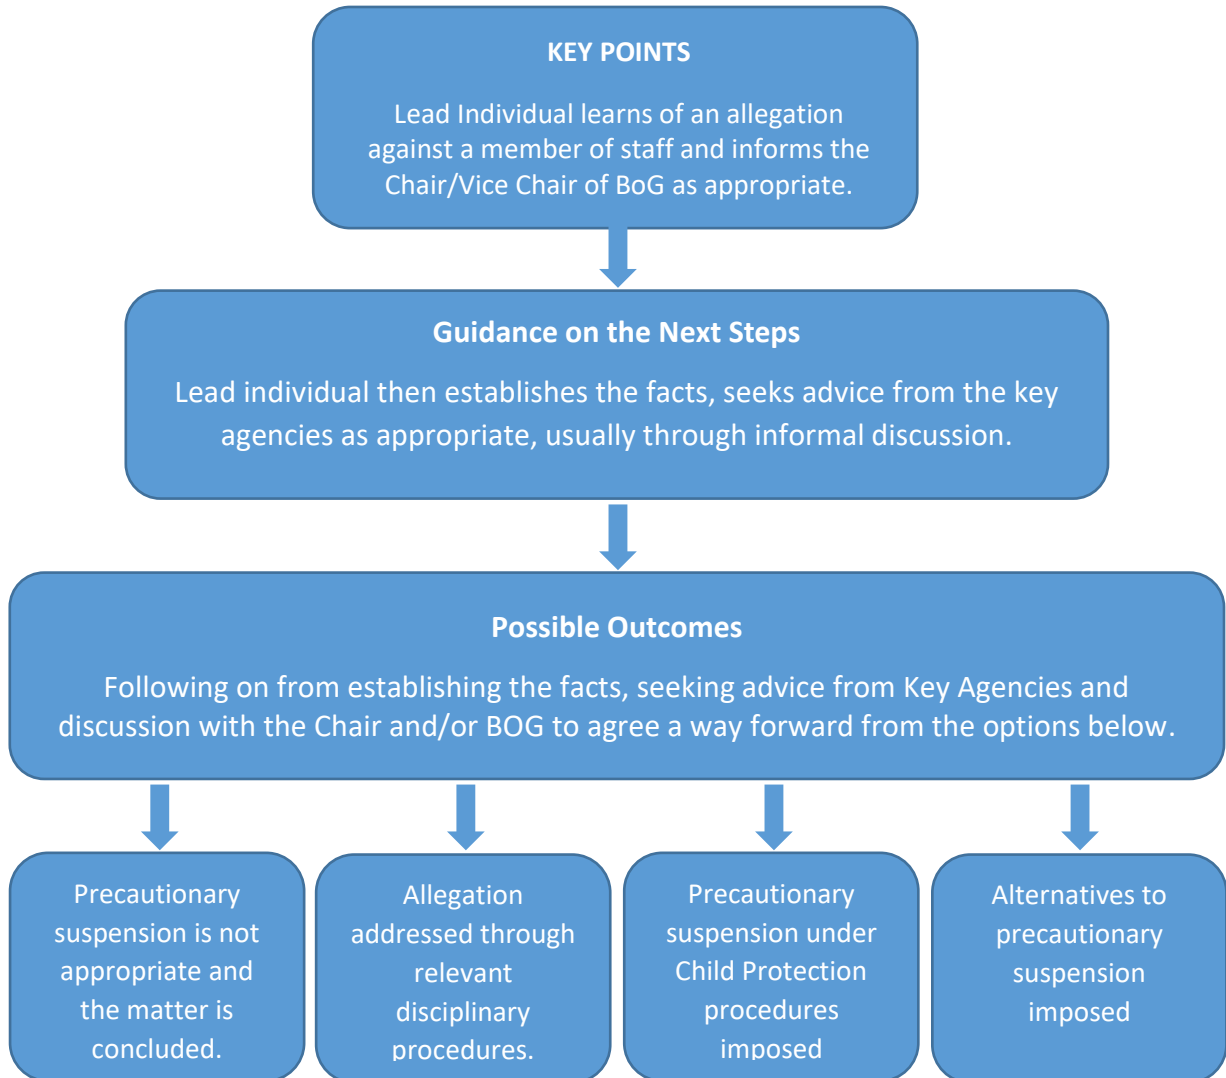 KEY POINTS
Lead Individual learns of an allegation
against a member of staff and informs the
Chair/Vice Chair of BoG as appropriate.
Guidance on the Next Steps
Lead individual then establishes the facts, seeks advice from the key
agencies as appropriate, usually through informal discussion.
Possible Outcomes
Following on from establishing the facts, seeking advice from Key Agencies and
discussion with the Chair and/or BOG to agree a way forward from the options below.
Precautionary
suspension is not
appropriate and
the matter is
concluded.
Allegation
addressed through
relevant
disciplinary
procedures.
Precautionary
suspension under
Child Protection
procedures
imposed
Alternatives to
precautionary
suspension
imposed